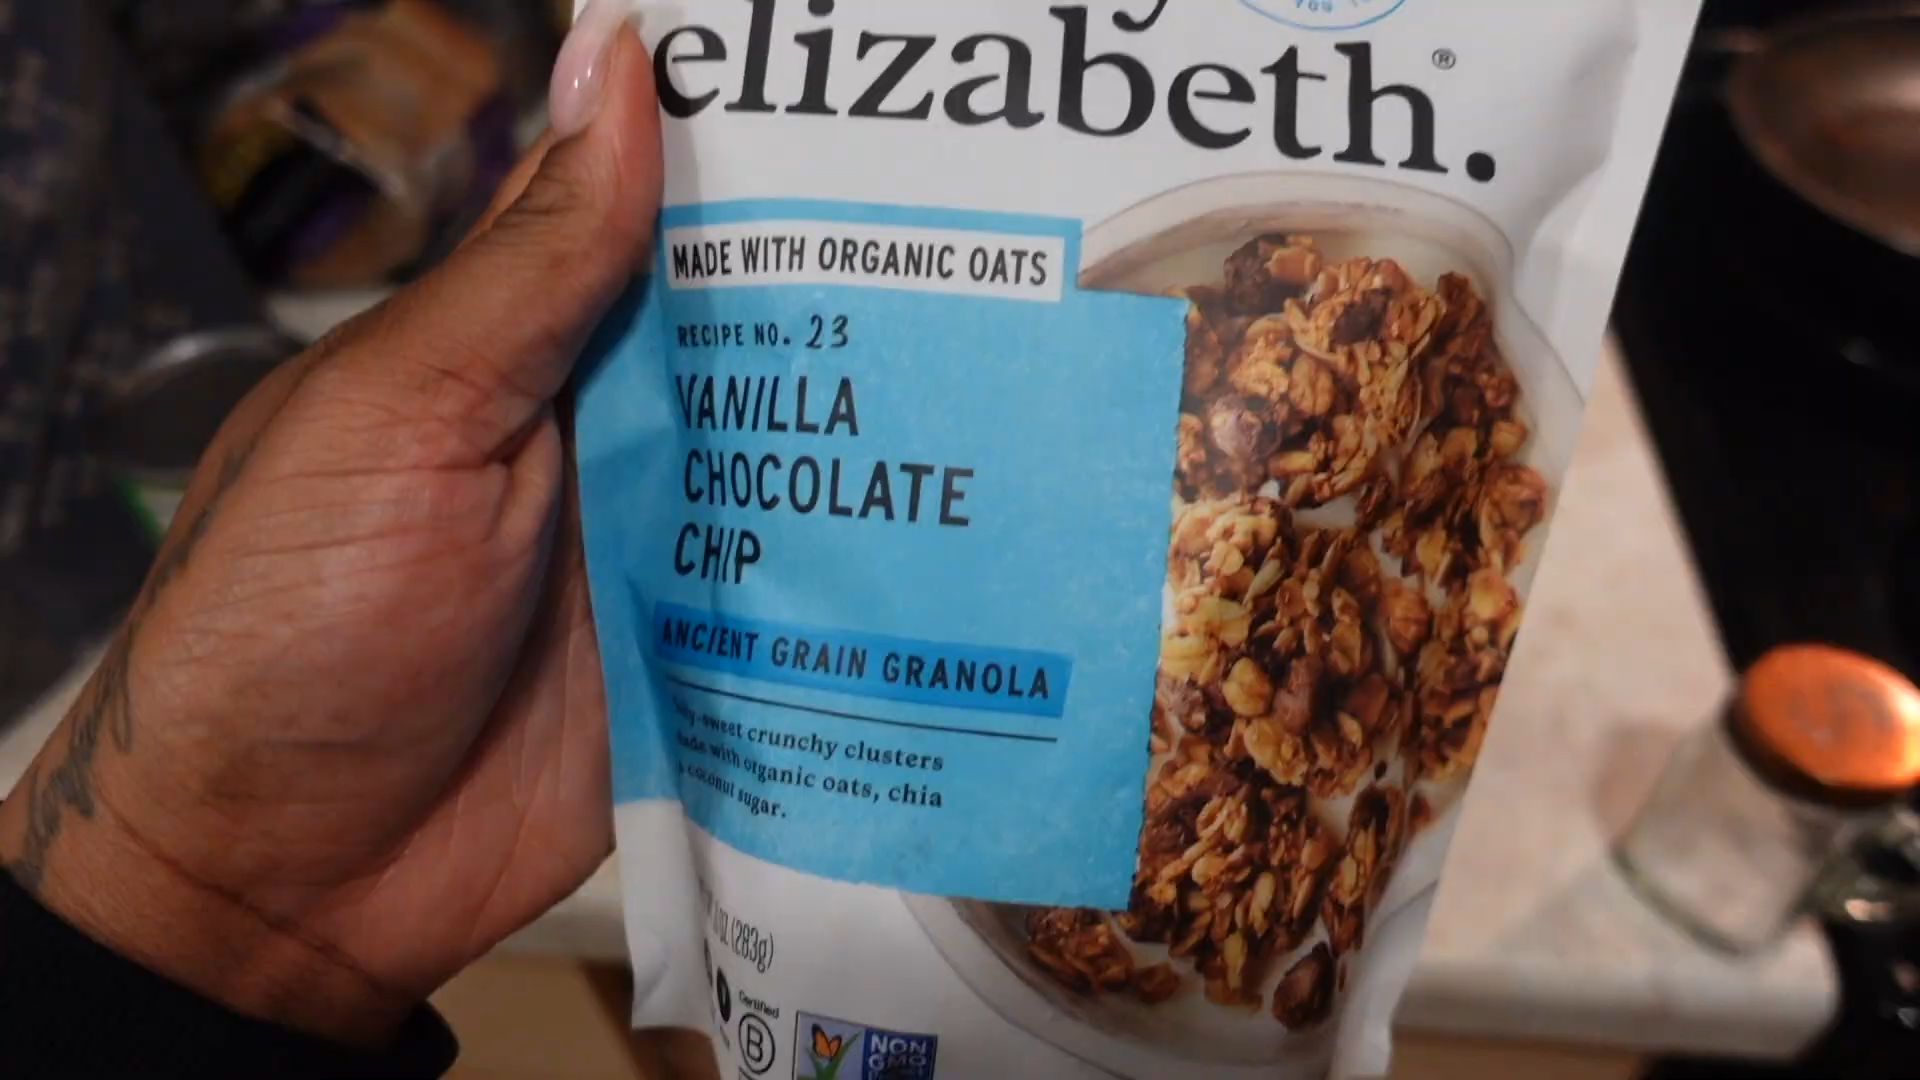 elizabeth.®
MADE WITH ORGANIC OATS
RECIPE NO. 23
VANILLA
CHOCOLATE
CHIP
ANCIENT GRAIN GRANOLA
crunchy clusters
with organic oats, chia
coconut sugar.
(283g)
Certified
B
NON
GMO